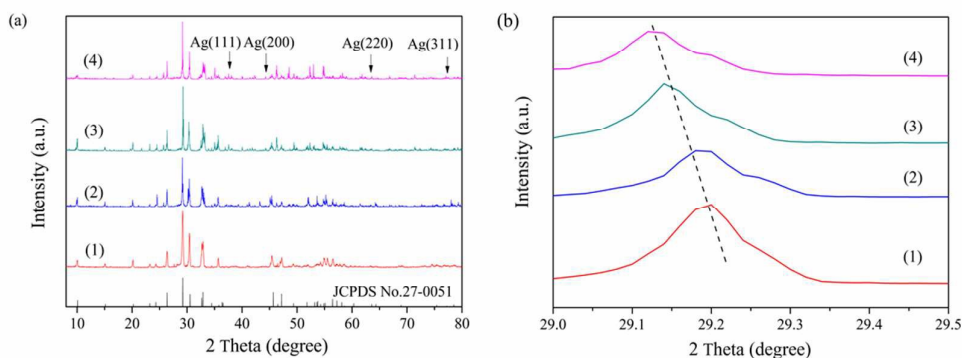 (a)
Ag(111) Ag(200) Ag(220) Ag(311)
(4)
(3)
(2)
(1)
JCPDS No.27-0051
Intensity (a.u.)
10 20 30 40 50 60 70 80
2 Theta (degree)
(b)
(4)
(3)
(2)
(1)
Intensity (a.u.)
29.0 29.1 29.2 29.3 29.4 29.5
2 Theta (degree)